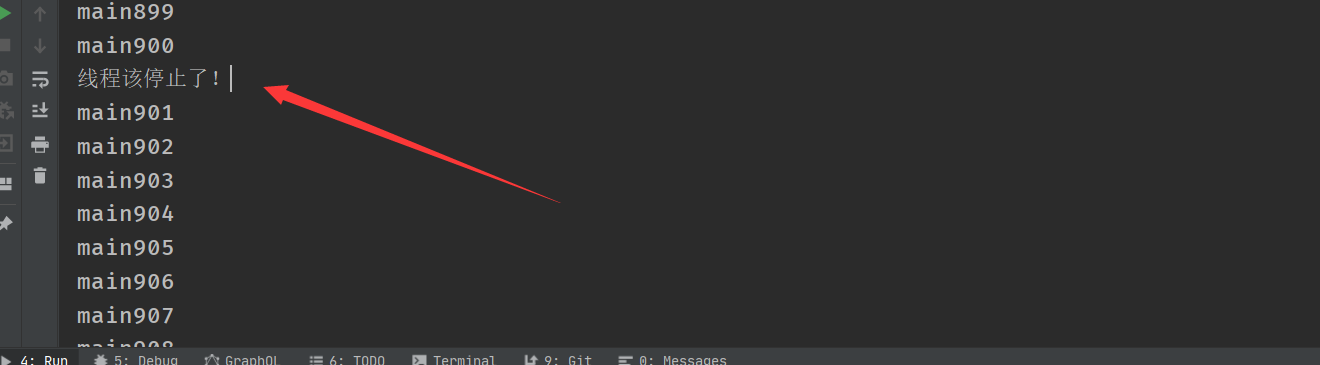 main899
main900
线程该停止了!
main901
main902
main903
main904
main905
main906
main907
main908
4: Run 5: Debug GraphQL 6: TODO Terminal 9: Git 0: Messages